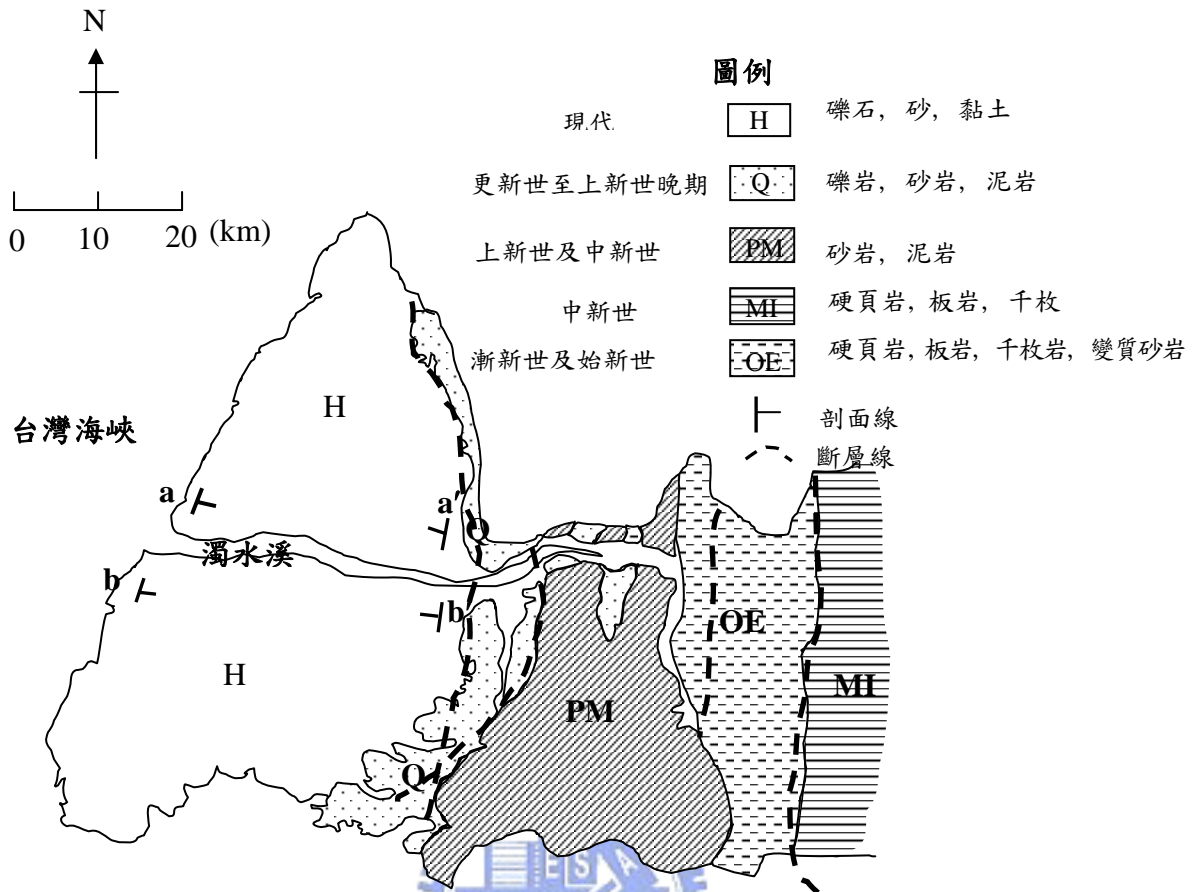 N
0 10 20 (km)
圖例
現代 H 礫石, 砂, 黏土
更新世至上新世晚期 Q 礫岩, 砂岩, 泥岩
上新世及中新世 PM 砂岩, 泥岩
中新世 MI 硬頁岩, 板岩, 千枚
漸新世及始新世 OE 硬頁岩, 板岩, 千枚岩, 變質砂岩
剖面線
斷層線
台灣海峽
H
a
a'
Q
濁水溪
b
b
OE
H
MI
PM
Q
E S A